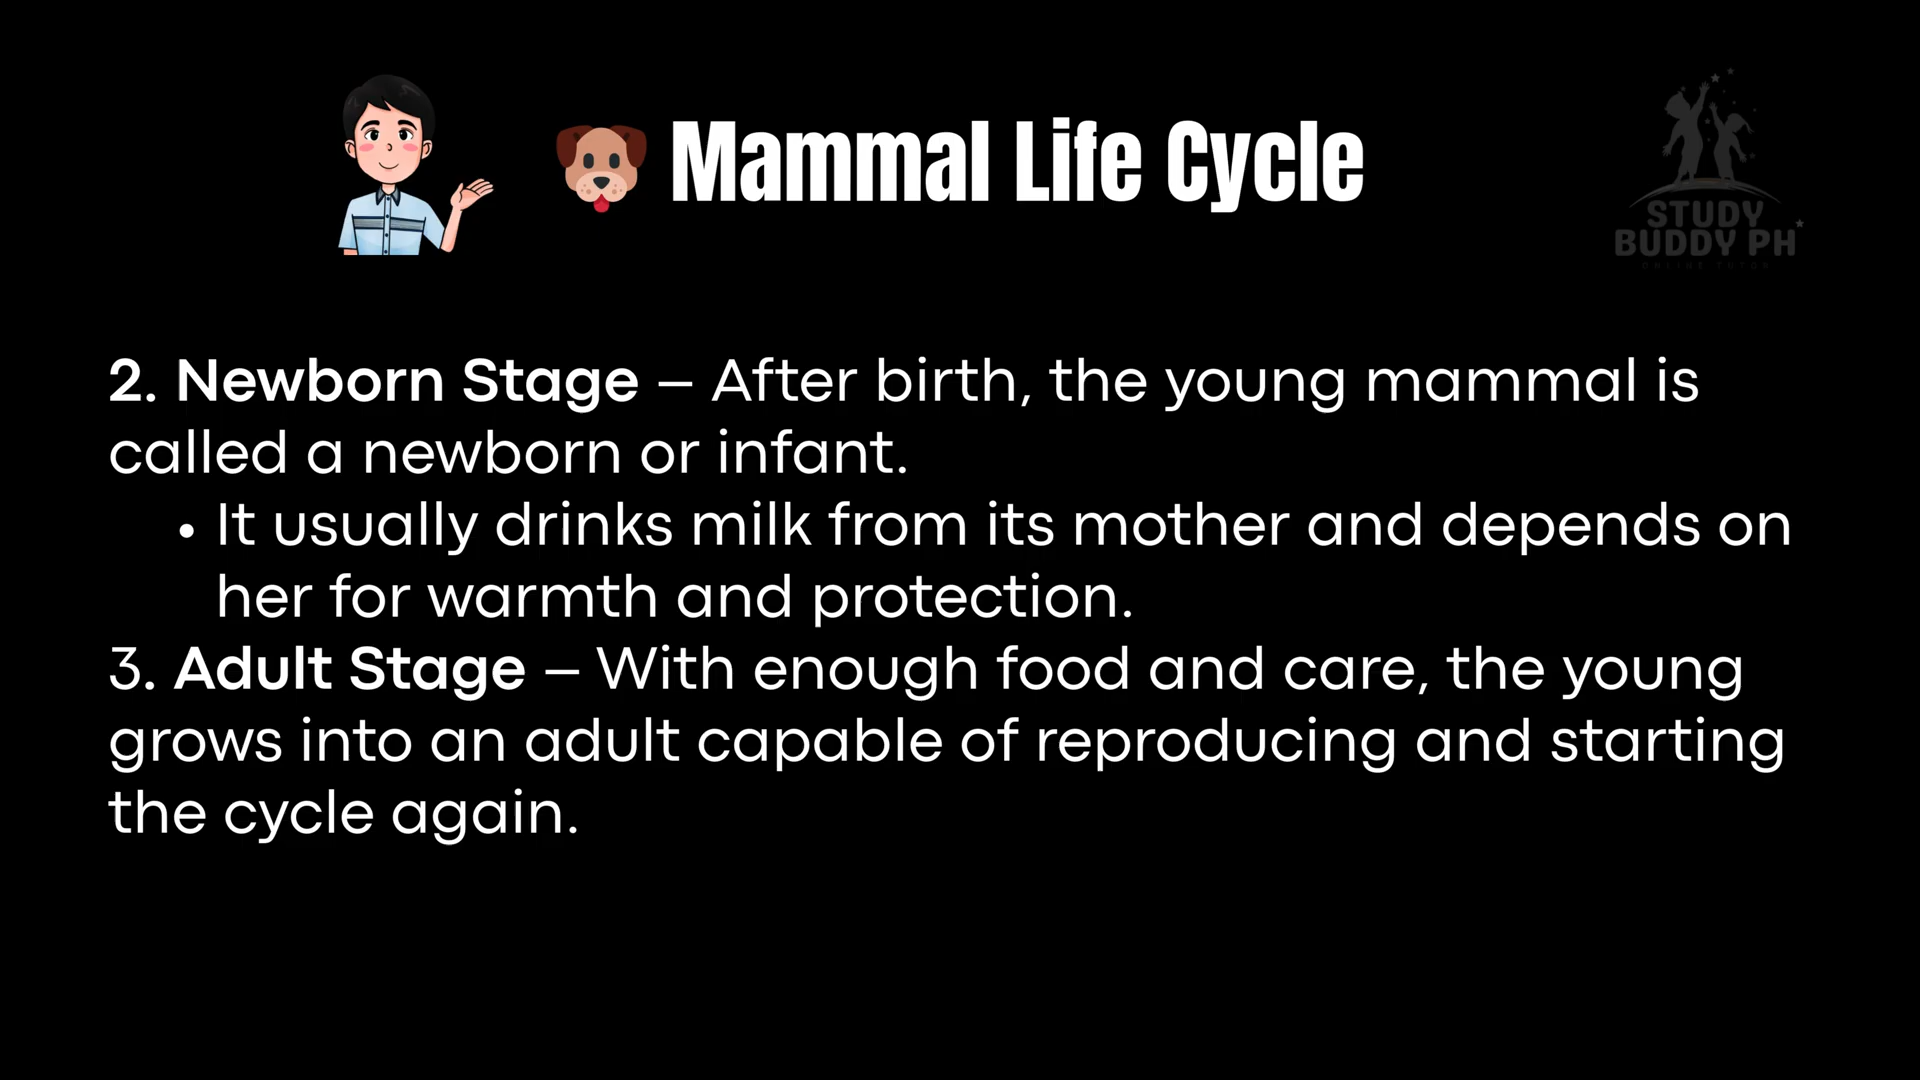 Mammal Life Cycle
STUDY
BUDDY PH
ONLINE TUTOR
2. Newborn Stage – After birth, the young mammal is
called a newborn or infant.
• It usually drinks milk from its mother and depends on
her for warmth and protection.
3. Adult Stage – With enough food and care, the young
grows into an adult capable of reproducing and starting
the cycle again.